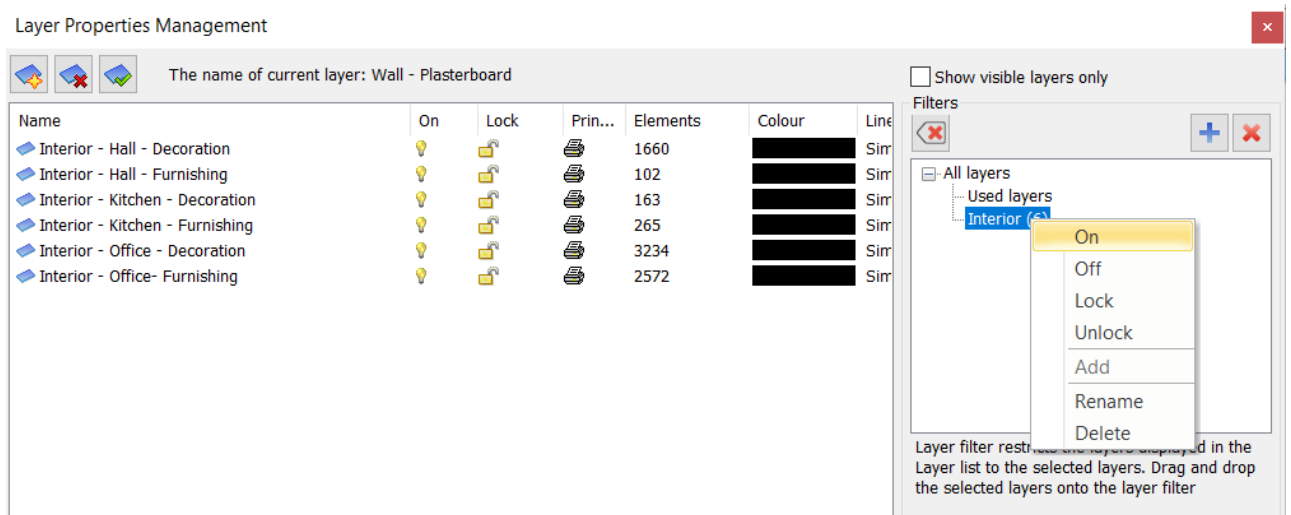 Layer Properties Management
The name of current layer: Wall - Plasterboard
Show visible layers only
Filters
Name On Lock Prin... Elements Colour Line
Interior - Hall - Decoration 1660 Sim
Interior - Hall - Furnishing 102 Sim
Interior - Kitchen - Decoration 163 Sim
Interior - Kitchen - Furnishing 265 Sim
Interior - Office - Decoration 3234 Sim
Interior - Office- Furnishing 2572 Sim
All layers
Used layers
Interior (6)
On
Off
Lock
Unlock
Add
Rename
Delete
Layer filter restricts the layers displayed in the
Layer list to the selected layers. Drag and drop
the selected layers onto the layer filter